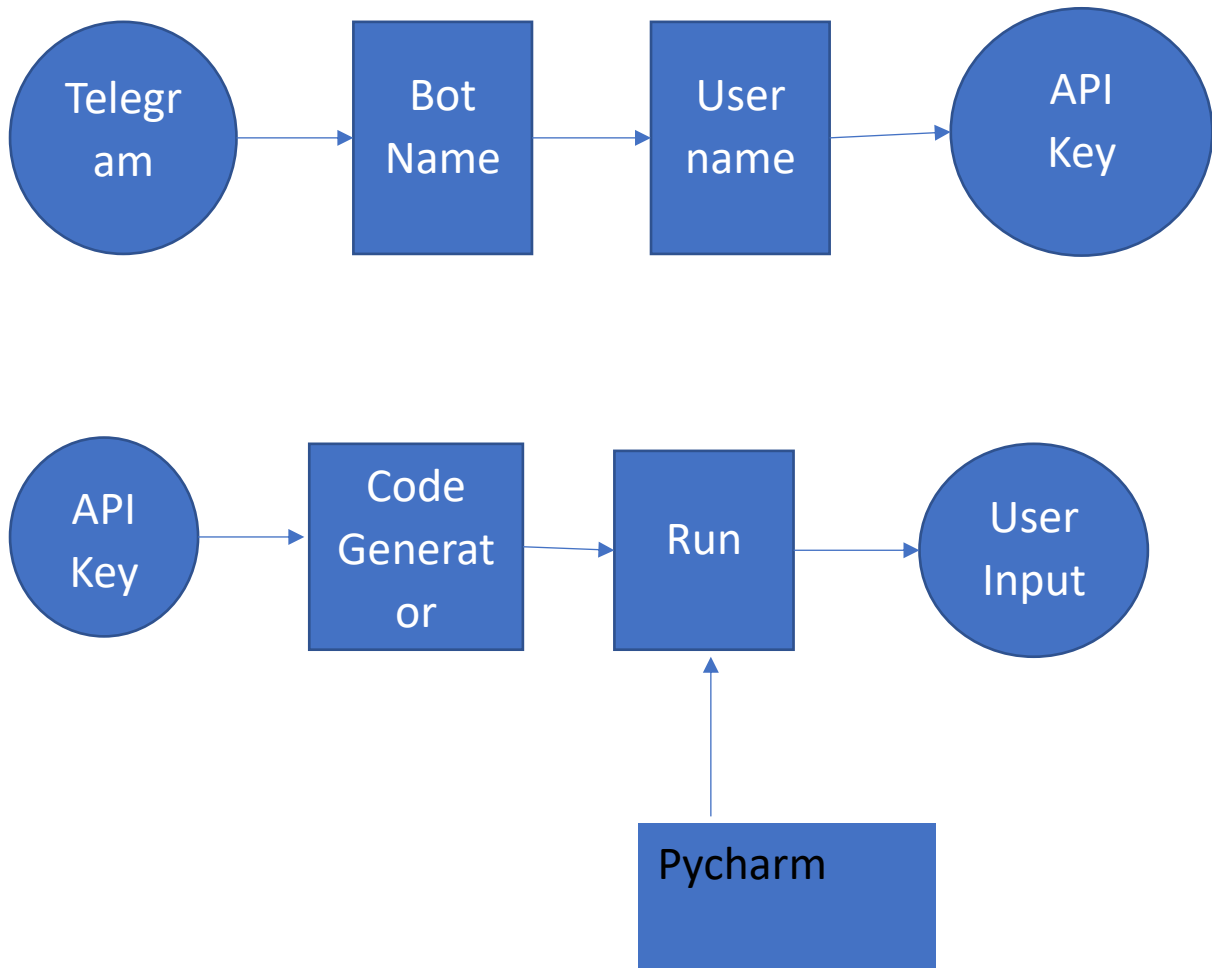 Telegr
am
Bot
Name
User
name
API
Key
API
Key
Code
Generat
or
Run
User
Input
Pycharm